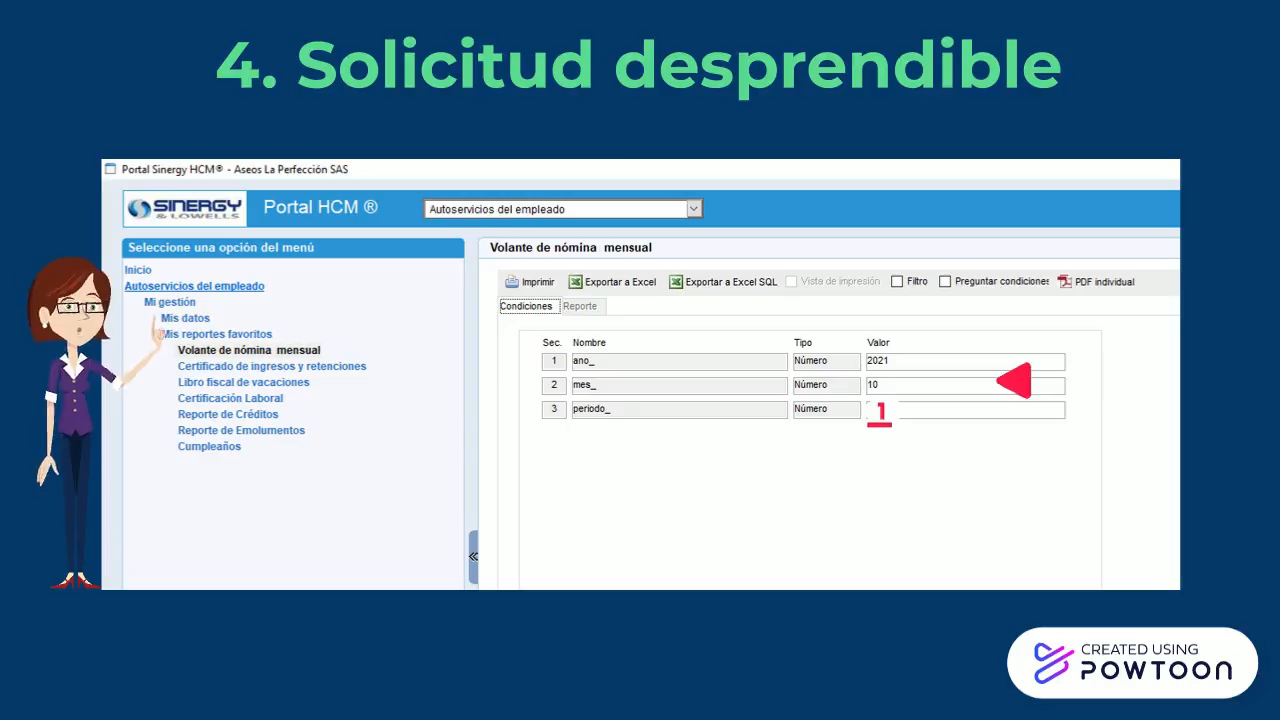 4. Solicitud desprendible
Portal Sinergy HCM® - Aseos La Perfección SAS
SINERGY
& LOWELLS
Portal HCM ®
Autoservicios del empleado
Seleccione una opción del menú
Inicio
Autoservicios del empleado
Mi gestión
Mis datos
Mis reportes favoritos
Volante de nómina mensual
Certificado de ingresos y retenciones
Libro fiscal de vacaciones
Certificación Laboral
Reporte de Créditos
Reporte de Emolumentos
Cumpleaños
Volante de nómina mensual
Imprimir Exportar a Excel Exportar a Excel SQL Vista de impresión Filtro Preguntar condiciones PDF individual
Condiciones Reporte
Sec. Nombre Tipo Valor
1 ano_ Número 2021
2 mes_ Número 10
3 periodo_ Número 1
CREATED USING
POWTOON